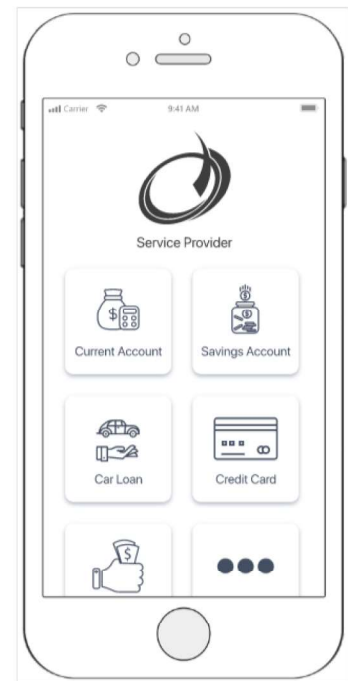 Carrier 9:41 AM
Service Provider
$
$
$
Current Account Savings Account
Car Loan Credit Card
$